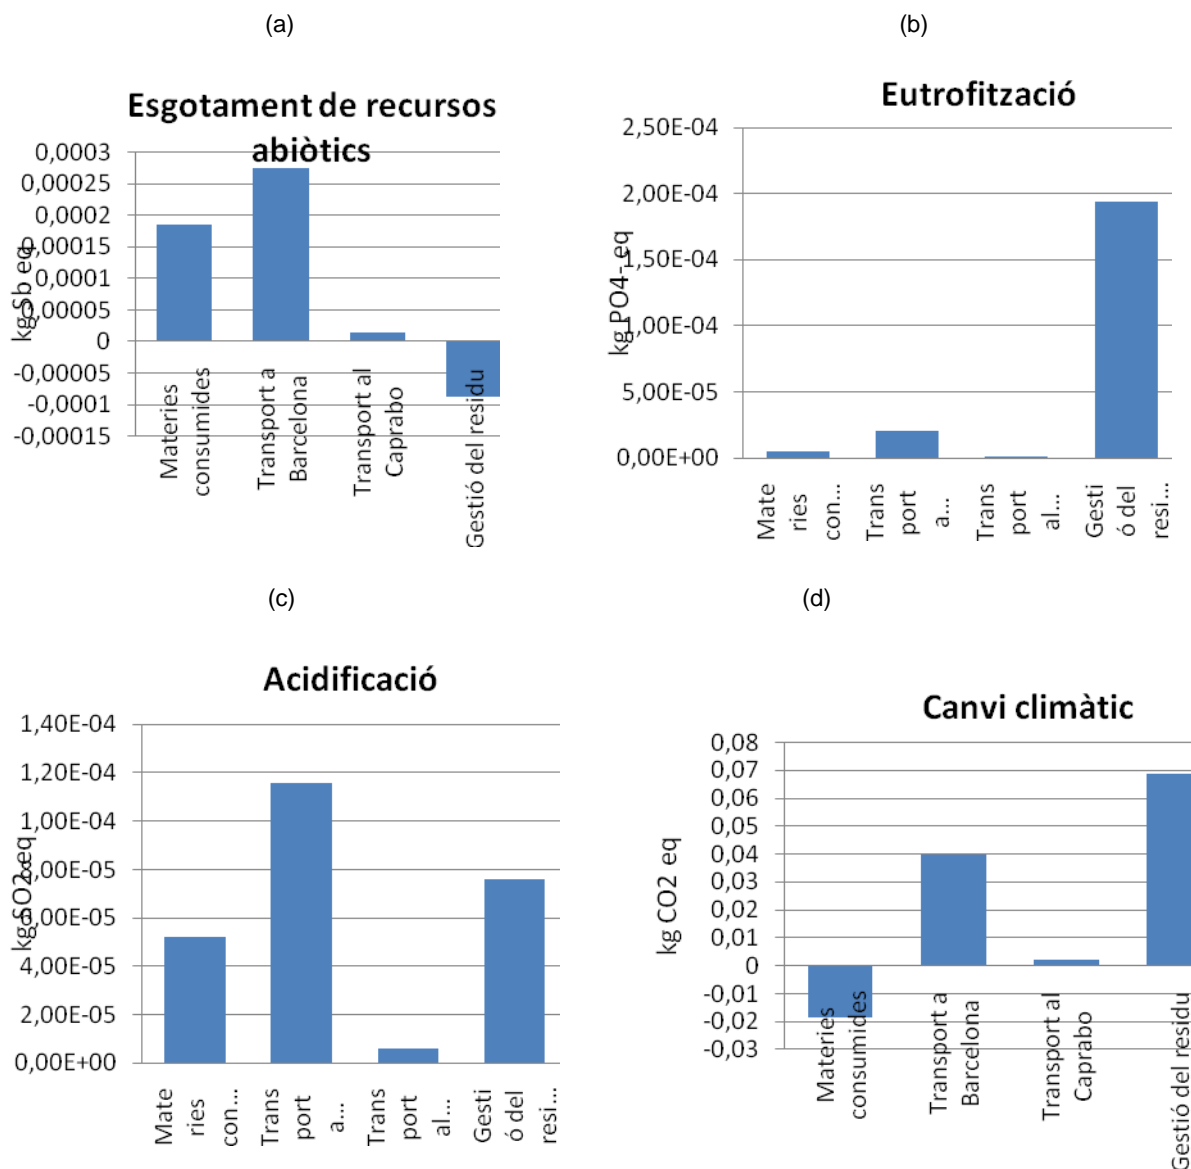 (a)
Esgotament de recursos
abiòtics
0,0003
0,00025
0,0002
0,00015
0,0001
0,00005
0
-0,00005
-0,0001
-0,00015
kg Sb eq
Materies
consumides
Transport a
Barcelona
Transport al
Caprabo
Gestió del residu
(b)
Eutrofització
2,50E-04
2,00E-04
1,50E-04
1,00E-04
5,00E-05
0,00E+00
kg PO4- eq
Mate
ries
con...
Trans
port
a...
Trans
port
al...
Gesti
ó del
resi...
(c)
Acidificació
1,40E-04
1,20E-04
1,00E-04
8,00E-05
6,00E-05
4,00E-05
2,00E-05
0,00E+00
kg SO2 eq
Mate
ries
con...
Trans
port
a...
Trans
port
al...
Gesti
ó del
resi...
(d)
Canvi climàtic
0,08
0,07
0,06
0,05
0,04
0,03
0,02
0,01
0
-0,01
-0,02
-0,03
kg CO2 eq
Materies
consumides
Transport a
Barcelona
Transport al
Caprabo
Gestió del residu